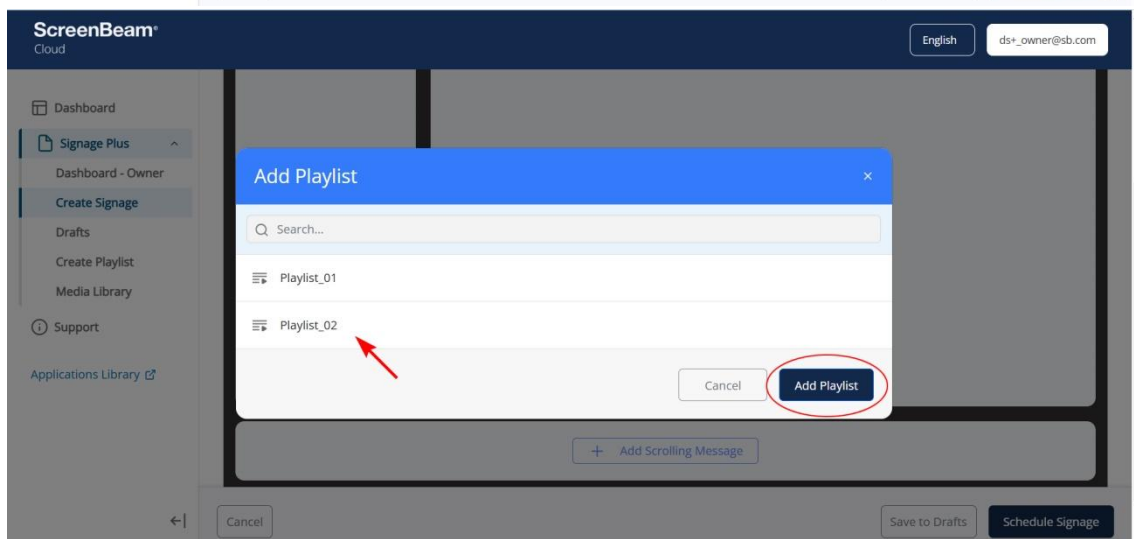 ScreenBeam®
Cloud
English
ds+_owner@sb.com
Dashboard
Signage Plus
Dashboard - Owner
Create Signage
Drafts
Create Playlist
Media Library
Support
Applications Library
Add Playlist
Search...
Playlist_01
Playlist_02
Cancel
Add Playlist
Add Scrolling Message
Cancel
Save to Drafts
Schedule Signage